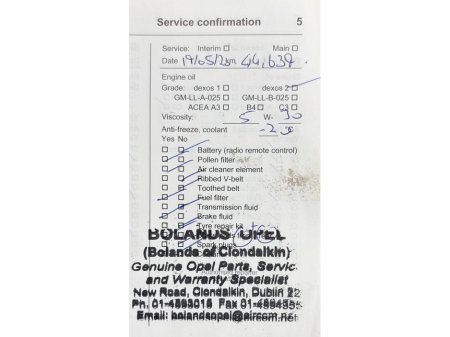 Service confirmation 5
Service: Interim □ Main □
Date 19/05/23 km 44,639
Engine oil
Grade: dexos 1 □ dexos 2 □
GM-LL-A-025 □ GM-LL-B-025 □
ACEA A3 □ B4 □ C3 □
Viscosity: 5 W- 30
Anti-freeze, coolant -25 °C
Yes No
□ □ Battery (radio remote control)
□ □ Pollen filter
□ □ Air cleaner element
□ □ Ribbed V-belt
□ □ Toothed belt
□ □ Fuel filter
□ □ Transmission fluid
□ □ Brake fluid
□ □ Tyre repair kit
□ □ Spark plugs
BOLANDS OPEL
(Bolands of Clondalkin)
Genuine Opel Parts, Service
and Warranty Specialist
New Road, Clondalkin, Dublin 22
Ph. 01-4593015 Fax 01-4594355
Email: bolandsopel@eircom.net